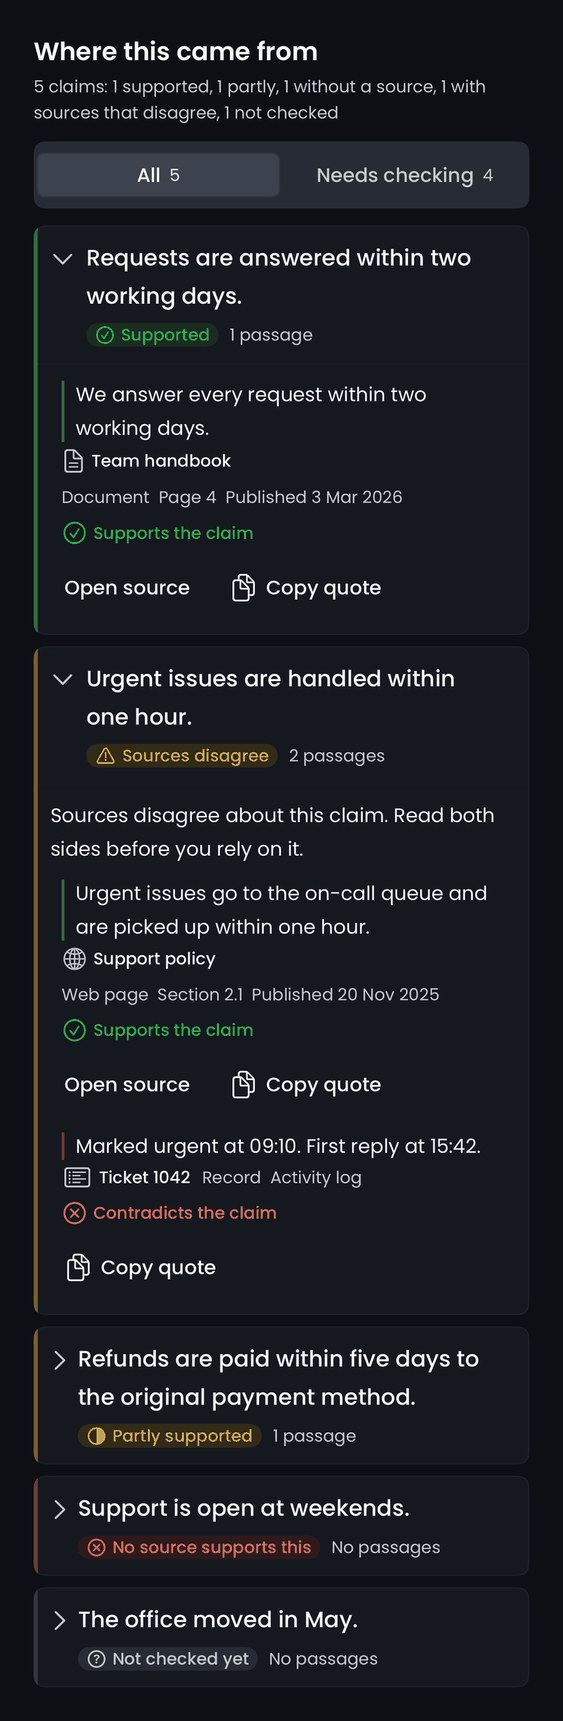 Where this came from
5 claims: 1 supported, 1 partly, 1 without a source, 1 with
sources that disagree, 1 not checked
All 5 Needs checking 4
Requests are answered within two
working days.
Supported 1 passage
We answer every request within two
working days.
Team handbook
Document Page 4 Published 3 Mar 2026
Supports the claim
Open source Copy quote
Urgent issues are handled within
one hour.
Sources disagree 2 passages
Sources disagree about this claim. Read both
sides before you rely on it.
Urgent issues go to the on-call queue and
are picked up within one hour.
Support policy
Web page Section 2.1 Published 20 Nov 2025
Supports the claim
Open source Copy quote
Marked urgent at 09:10. First reply at 15:42.
Ticket 1042 Record Activity log
Contradicts the claim
Copy quote
Refunds are paid within five days to
the original payment method.
Partly supported 1 passage
Support is open at weekends.
No source supports this No passages
The office moved in May.
Not checked yet No passages